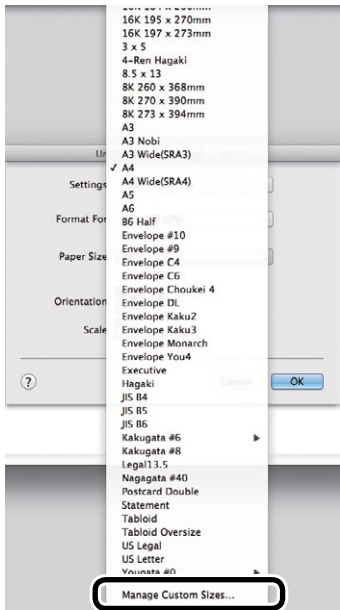 16K 195 x 270mm
16K 197 x 273mm
3 x 5
4-Ren Hagaki
8.5 x 13
8K 260 x 368mm
8K 270 x 390mm
8K 273 x 394mm
A3
A3 Nobi
A3 Wide(SRA3)
✓ A4
A4 Wide(SRA4)
A5
A6
B6 Half
Envelope #10
Envelope #9
Envelope C4
Envelope C6
Envelope Choukei 4
Envelope DL
Envelope Kaku2
Envelope Kaku3
Envelope Monarch
Envelope You4
Executive
Hagaki
JIS B4
JIS B5
JIS B6
Kakugata #6
Kakugata #8
Legal13.5
Nagagata #40
Postcard Double
Statement
Tabloid
Tabloid Oversize
US Legal
US Letter
Yougata #0
Manage Custom Sizes...
Settings
Format For
Paper Size
Orientation
Scale
?
Cancel
OK